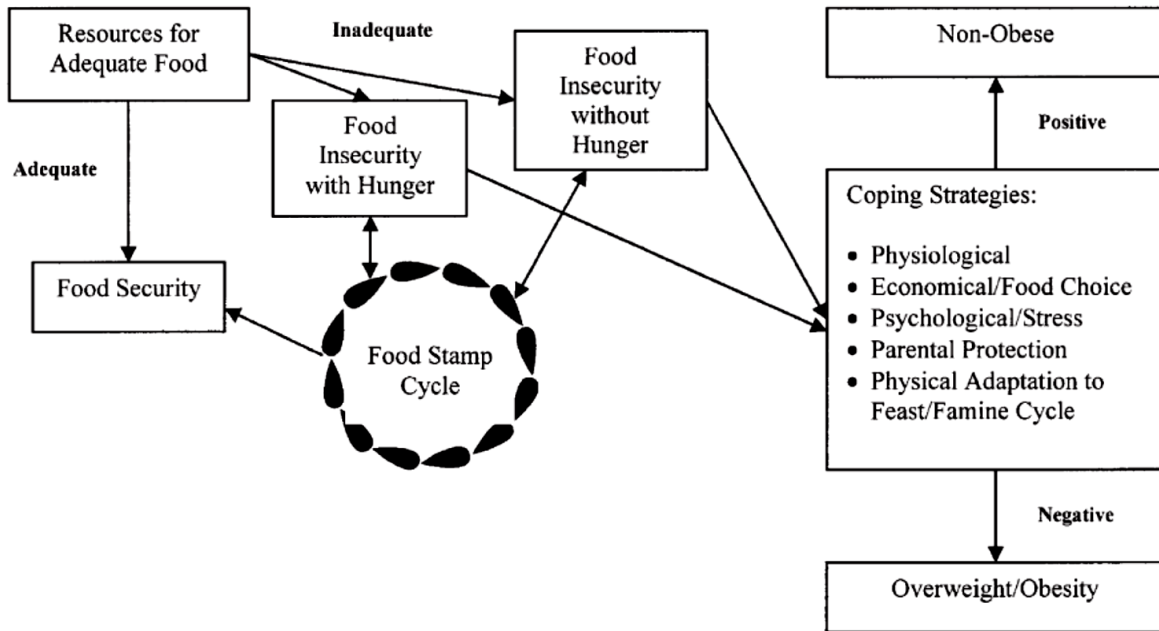 Resources for
Adequate Food
Inadequate
Food
Insecurity
without
Hunger
Non-Obese
Food
Insecurity
with Hunger
Positive
Adequate
Coping Strategies:
• Physiological
• Economical/Food Choice
• Psychological/Stress
• Parental Protection
• Physical Adaptation to
Feast/Famine Cycle
Food Security
Food Stamp
Cycle
Negative
Overweight/Obesity